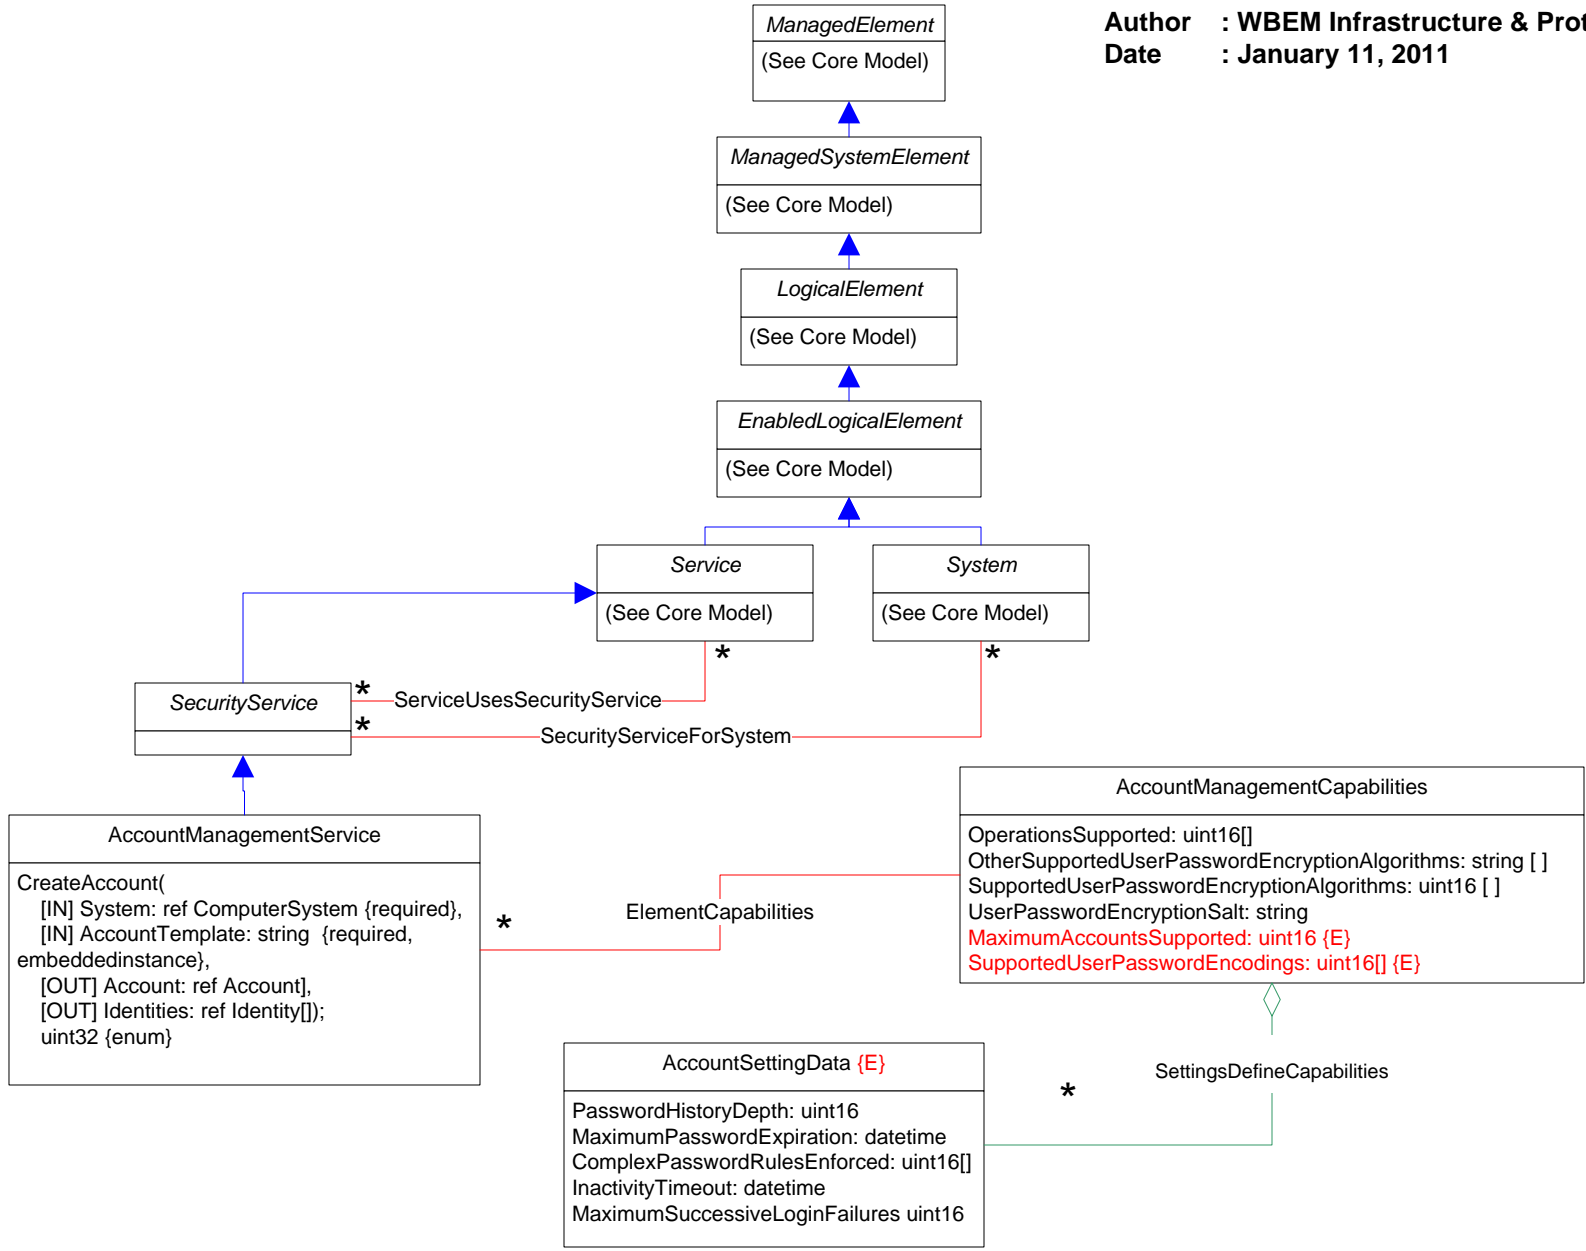 Author : WBEM Infrastructure & Prot
Date : January 11, 2011
ManagedElement
(See Core Model)
ManagedSystemElement
(See Core Model)
LogicalElement
(See Core Model)
EnabledLogicalElement
(See Core Model)
Service
(See Core Model)
System
(See Core Model)
*
*
SecurityService
*
ServiceUsesSecurityService
*
SecurityServiceForSystem
AccountManagementService
CreateAccount(
[IN] System: ref ComputerSystem {required},
[IN] AccountTemplate: string {required,
embeddedinstance},
[OUT] Account: ref Account],
[OUT] Identities: ref Identity[]);
uint32 {enum}
*
ElementCapabilities
AccountManagementCapabilities
OperationsSupported: uint16[]
OtherSupportedUserPasswordEncryptionAlgorithms: string [ ]
SupportedUserPasswordEncryptionAlgorithms: uint16 [ ]
UserPasswordEncryptionSalt: string
MaximumAccountsSupported: uint16 {E}
SupportedUserPasswordEncodings: uint16[] {E}
SettingsDefineCapabilities
*
AccountSettingData {E}
PasswordHistoryDepth: uint16
MaximumPasswordExpiration: datetime
ComplexPasswordRulesEnforced: uint16[]
InactivityTimeout: datetime
MaximumSuccessiveLoginFailures uint16